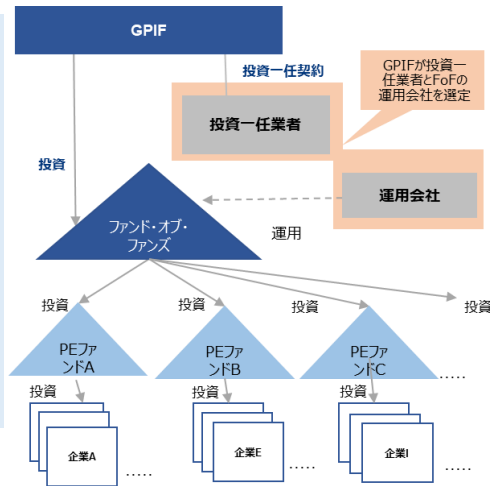 GPIF
投資一任契約
GPIFが投資一
任業者とFoFの
運用会社を選定
投資一任業者
投資
運用会社
ファンド・オブ・
ファンズ
運用
投資
投資
投資
投資
PEファ
ンドA
PEファ
ンドB
PEファ
ンドC
.....
投資
投資
投資
企業A
.....
企業E
.....
企業I
.....